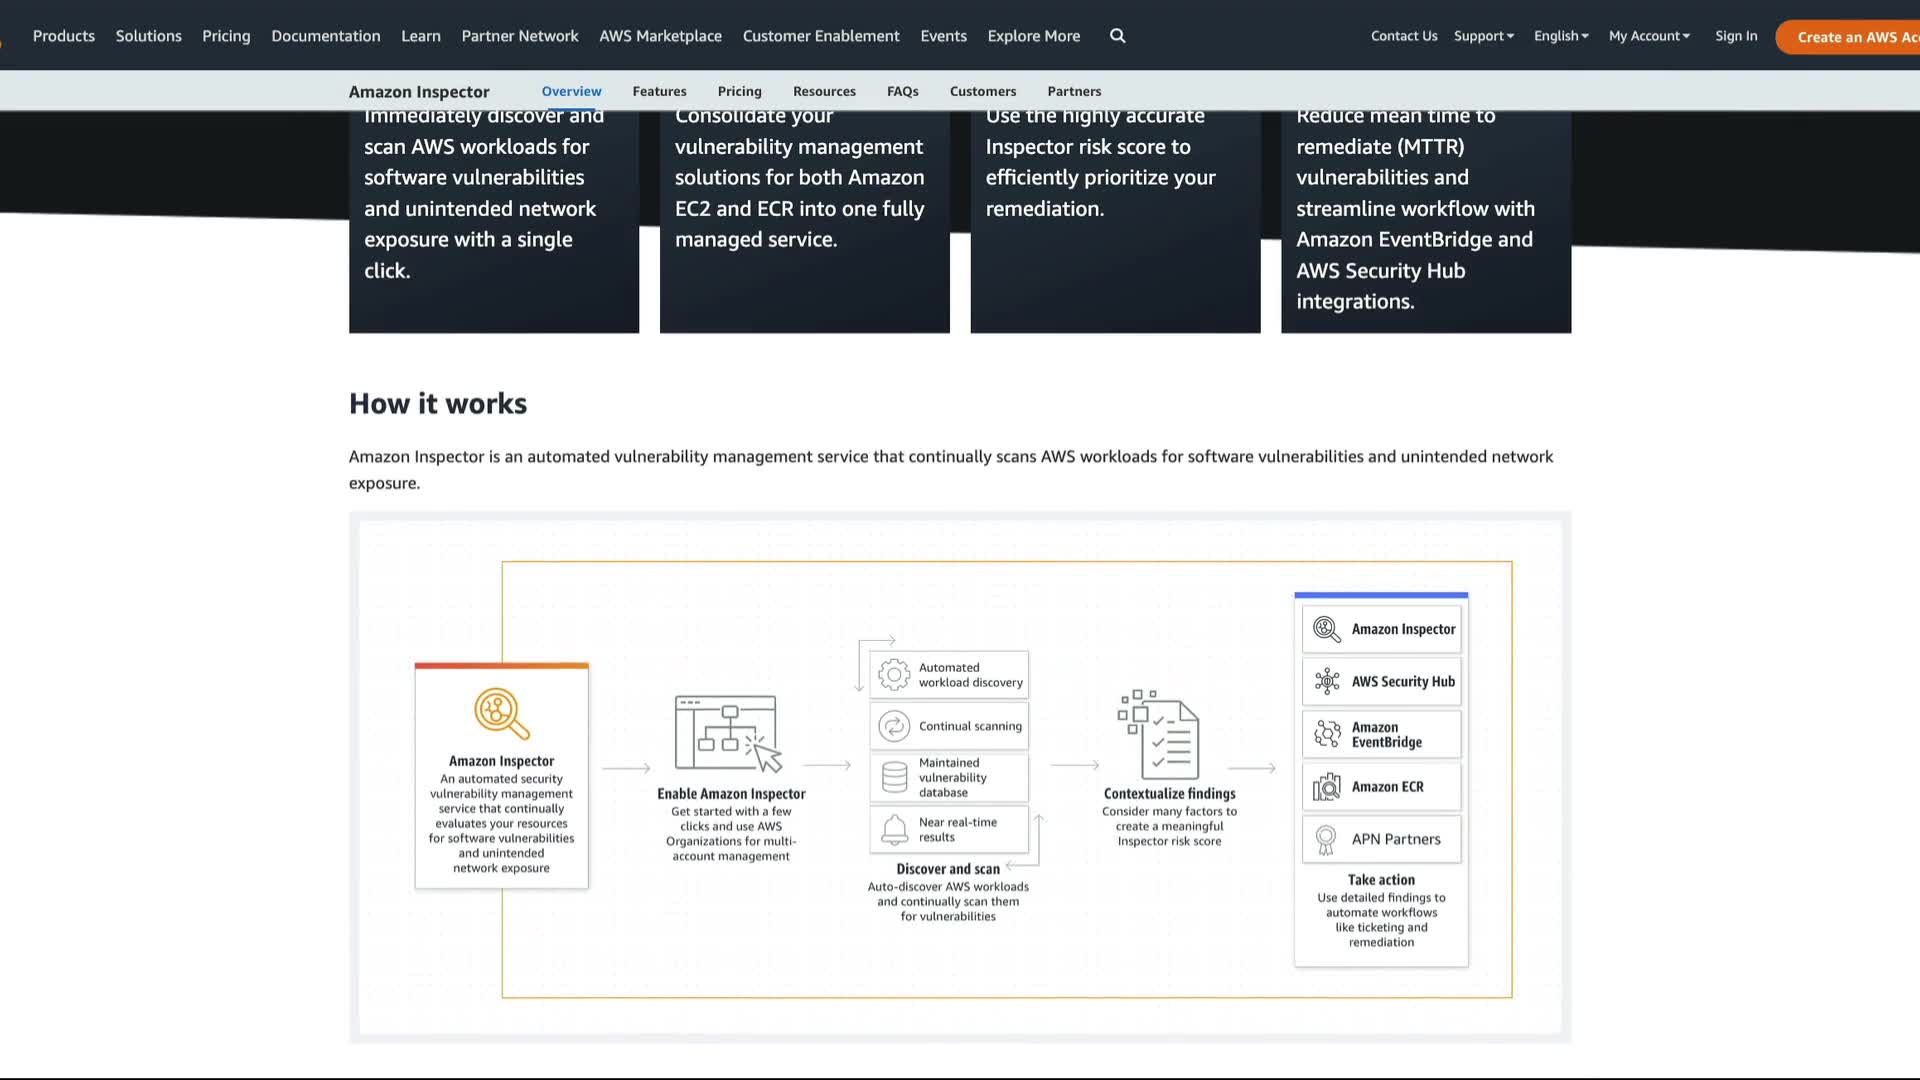 Products Solutions Pricing Documentation Learn Partner Network AWS Marketplace Customer Enablement Events Explore More
Contact Us Support English My Account Sign In Create an AWS Ac
Amazon Inspector Overview Features Pricing Resources FAQs Customers Partners
Immediately discover and
scan AWS workloads for
software vulnerabilities
and unintended network
exposure with a single
click.
Consolidate your
vulnerability management
solutions for both Amazon
EC2 and ECR into one fully
managed service.
Use the highly accurate
Inspector risk score to
efficiently prioritize your
remediation.
Reduce mean time to
remediate (MTTR)
vulnerabilities and
streamline workflow with
Amazon EventBridge and
AWS Security Hub
integrations.
How it works
Amazon Inspector is an automated vulnerability management service that continually scans AWS workloads for software vulnerabilities and unintended network
exposure.
Amazon Inspector
An automated security
vulnerability management
service that continually
evaluates your resources
for software vulnerabilities
and unintended
network exposure
Enable Amazon Inspector
Get started with a few
clicks and use AWS
Organizations for multi-
account management
Automated
workload discovery
Continual scanning
Maintained
vulnerability
database
Near real-time
results
Discover and scan
Auto-discover AWS workloads
and continually scan them
for vulnerabilities
Contextualize findings
Consider many factors to
create a meaningful
Inspector risk score
Amazon Inspector
AWS Security Hub
Amazon
EventBridge
Amazon ECR
APN Partners
Take action
Use detailed findings to
automate workflows
like ticketing and
remediation